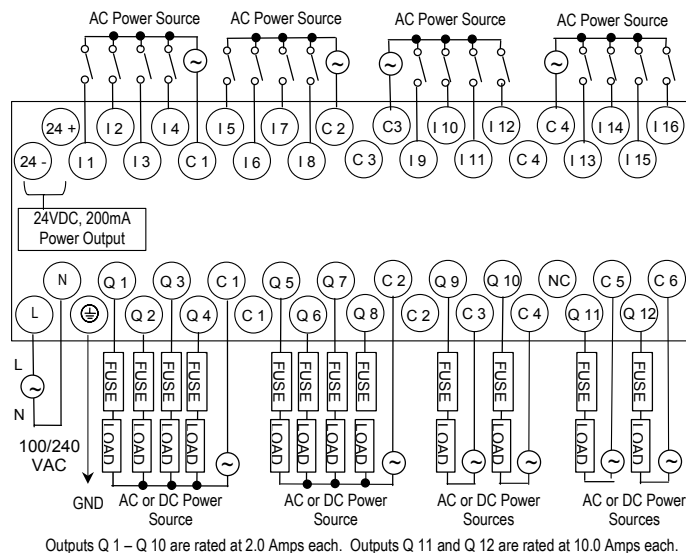 AC Power Source AC Power Source AC Power Source AC Power Source
~ ~ ~ ~
24 + I 2 I 4 I 5 I 7 C 2 C3 I 10 I 12 C 4 I 14 I 16
24 - I 1 I 3 C 1 I 6 I 8 C 3 I 9 I 11 C 4 I 13 I 15
24VDC, 200mA
Power Output
N Q 1 Q 3 C 1 Q 5 Q 7 C 2 Q 9 Q 10 NC C 5 C 6
L Q 2 Q 4 C 1 Q 6 Q 8 C 2 C 3 C 4 Q 11 Q 12
L
~
N
100/240
VAC
GND
FUSE FUSE FUSE FUSE FUSE FUSE FUSE FUSE FUSE FUSE FUSE FUSE
LOAD LOAD LOAD LOAD LOAD LOAD LOAD LOAD LOAD LOAD LOAD LOAD
~ ~ ~ ~ ~ ~
AC or DC Power
Source
AC or DC Power
Source
AC or DC Power
Sources
AC or DC Power
Sources
Outputs Q 1 – Q 10 are rated at 2.0 Amps each. Outputs Q 11 and Q 12 are rated at 10.0 Amps each.